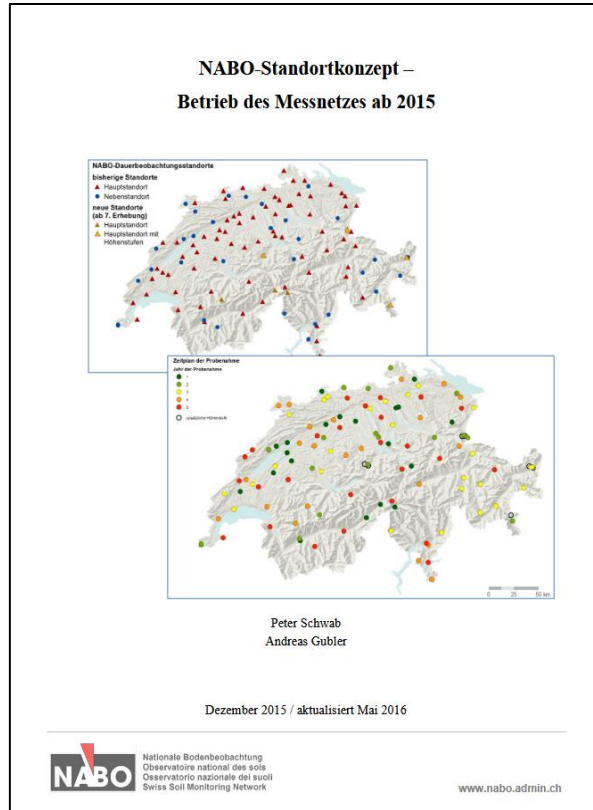 NABO-Standortkonzept –
Betrieb des Messnetzes ab 2015
NABO-Dauerbeobachtungsstandorte
bisherige Standorte
Hauptstandort
Nebenstandort
neue Standorte
(ab 7. Erhebung)
Hauptstandort
Hauptstandort mit
Höhenstufen
Zeitplan der Probenahme
Jahr der Probenahme
1
2
3
4
5
zusätzliche Höhenstufe
0 25 50 km
Peter Schwab
Andreas Gubler
Dezember 2015 / aktualisiert Mai 2016
NABO
Nationale Bodenbeobachtung
Observatoire national des sols
Osservatorio nazionale dei suoli
Swiss Soil Monitoring Network
www.nabo.admin.ch